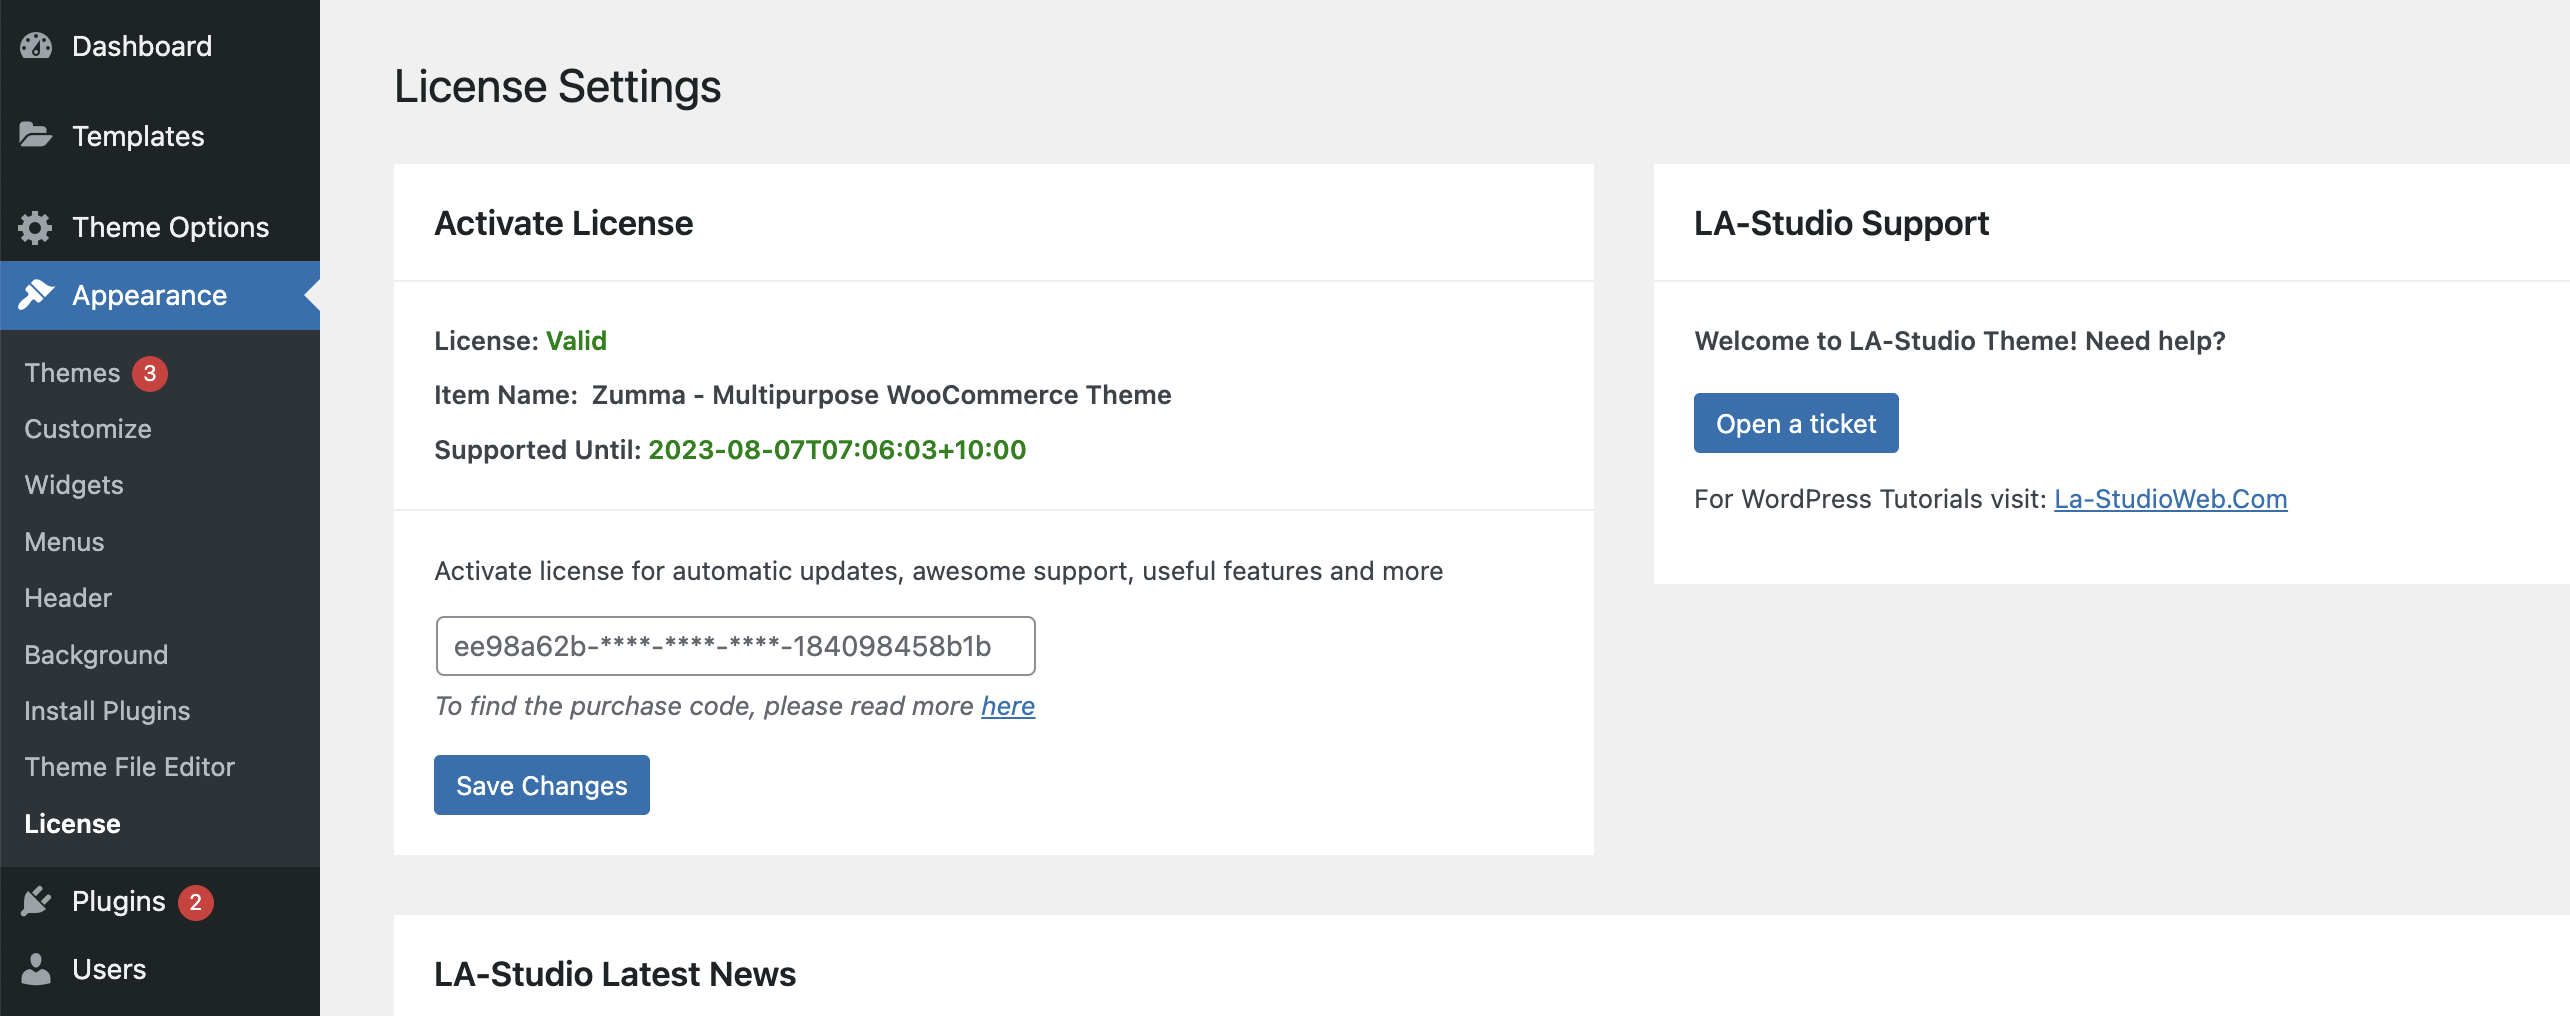 Dashboard
Templates
Theme Options
Appearance
Themes 3
Customize
Widgets
Menus
Header
Background
Install Plugins
Theme File Editor
License
Plugins 2
Users
License Settings
Activate License
License: Valid
Item Name: Zumma - Multipurpose WooCommerce Theme
Supported Until: 2023-08-07T07:06:03+10:00
Activate license for automatic updates, awesome support, useful features and more
ee98a62b-****-****-****-184098458b1b
To find the purchase code, please read more here
Save Changes
LA-Studio Support
Welcome to LA-Studio Theme! Need help?
Open a ticket
For WordPress Tutorials visit: La-StudioWeb.Com
LA-Studio Latest News